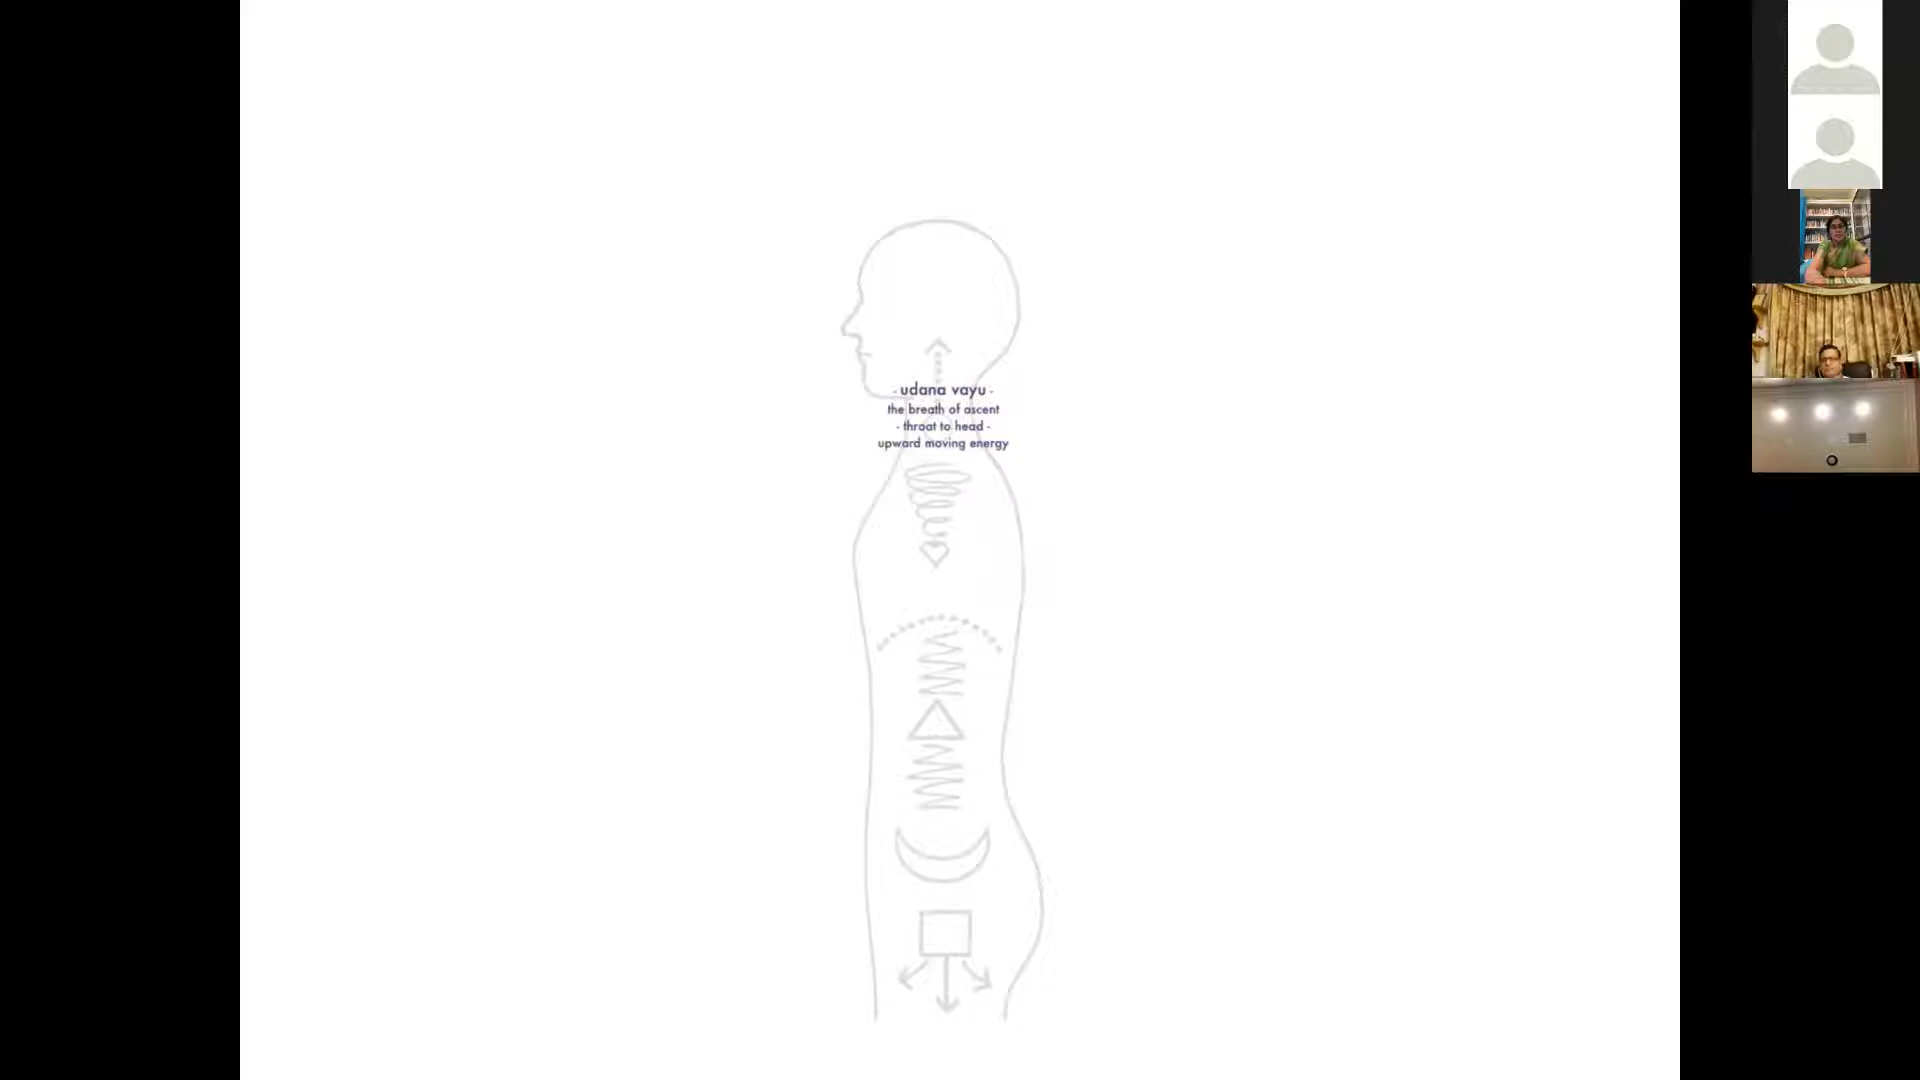 - udana vayu -
the breath of ascent
- throat to head -
upward moving energy